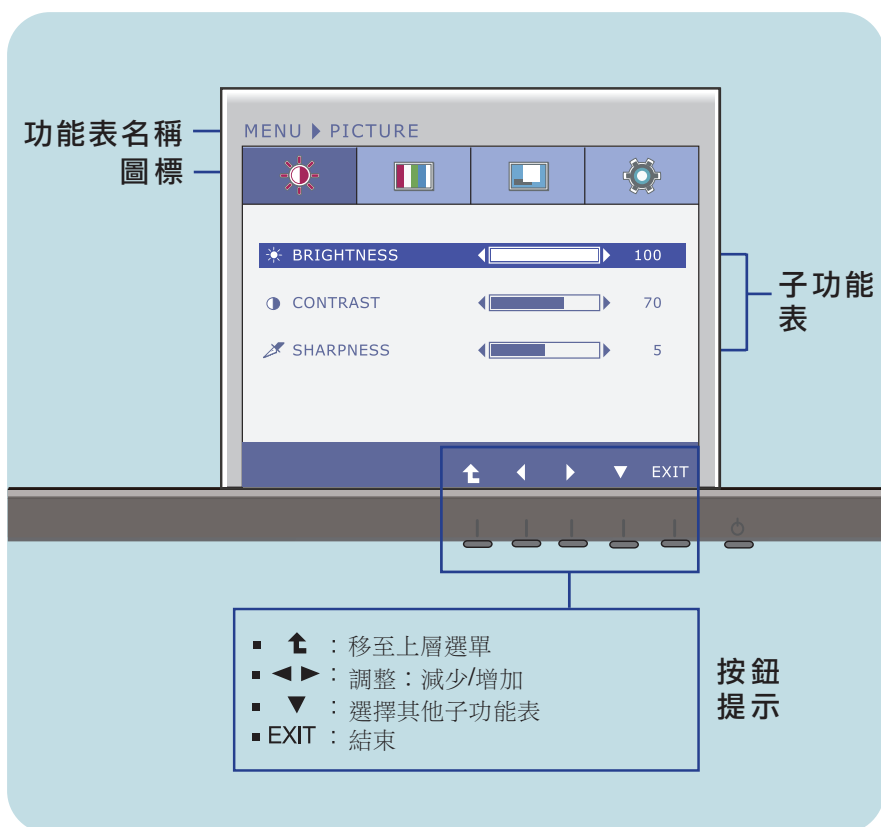 功能表名稱
圖標
MENU PICTURE
BRIGHTNESS 100
CONTRAST 70
SHARPNESS 5
子功能
表
EXIT
：移至上層選單
：調整：減少/增加
：選擇其他子功能表
EXIT：結束
按鈕
提示